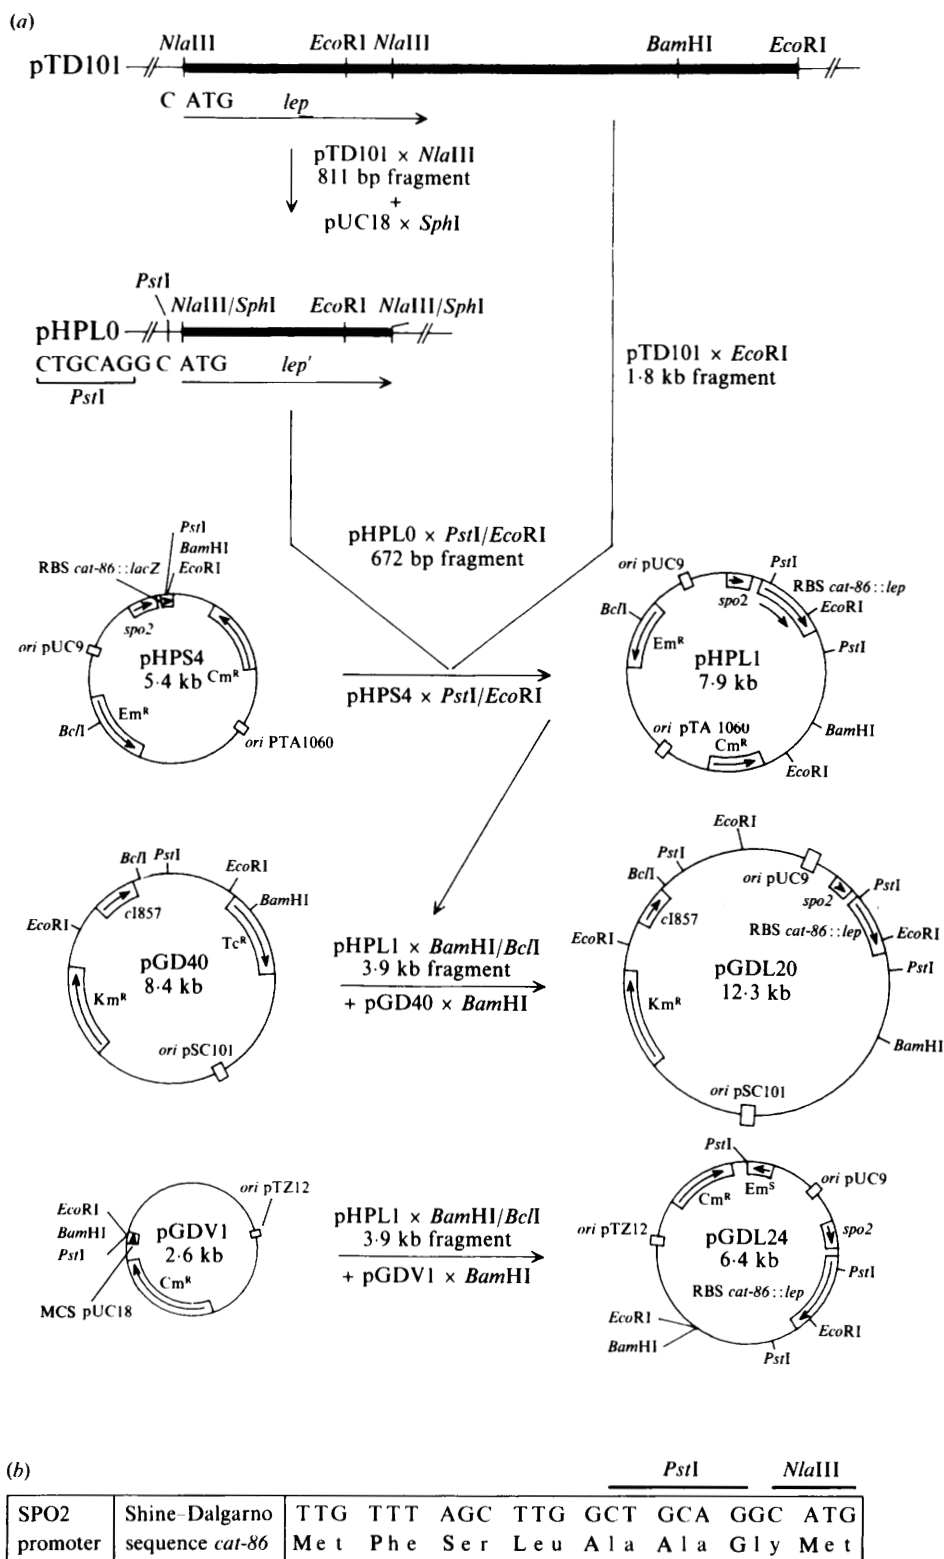 (a)
NlaIII EcoRI NlaIII BamHI EcoRI
pTD101
C ATG lep
pTD101 × NlaIII
811 bp fragment
+
pUC18 × SphI
PstI
NlaIII/SphI EcoRI NlaIII/SphI
pHPL0
CTGCAGG C ATG lep'
PstI
pTD101 × EcoRI
1·8 kb fragment
pHPL0 × PstI/EcoRI
672 bp fragment
PstI
BamHI
RBS cat-86::lacZ EcoRI
spo2
ori pUC9
pHPS4
5·4 kb
CmR
EmR
BclI
ori PTA1060
pHPS4 × PstI/EcoRI
ori pUC9
PstI
RBS cat-86::lep
spo2
EcoRI
BclI
EmR
PstI
pHPL1
7·9 kb
ori pTA 1060
CmR
BamHI
EcoRI
BclI PstI
EcoRI
BamHI
cI857
EcoRI
TcR
pGD40
8·4 kb
KmR
ori pSC101
pHPL1 × BamHI/BclI
3·9 kb fragment
+ pGD40 × BamHI
EcoRI
PstI
ori pUC9
BclI
PstI
spo2
cI857
RBS cat-86::lep
EcoRI
EcoRI
PstI
pGDL20
12·3 kb
KmR
BamHI
ori pSC101
ori pTZ12
EcoRI
BamHI
PstI
pGDV1
2·6 kb
CmR
MCS pUC18
pHPL1 × BamHI/BclI
3·9 kb fragment
+ pGDV1 × BamHI
PstI
ori pUC9
CmR
EmS
ori pTZ12
spo2
pGDL24
6·4 kb
PstI
RBS cat-86::lep
EcoRI
EcoRI
BamHI
PstI
(b)
PstI NlaIII
SPO2 Shine–Dalgarno TTG TTT AGC TTG GCT GCA GGC ATG
promoter sequence cat-86 Met Phe Ser Leu Ala Ala Gly Met